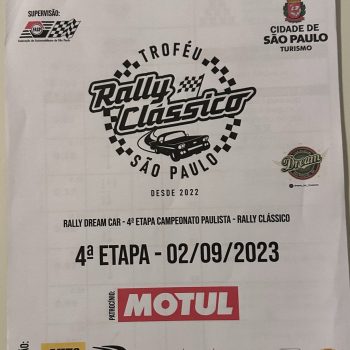 SUPERVISÃO:
CIDADE DE
SÃO PAULO
TURISMO
TROFÉU
Rally
Clássico
SÃO PAULO
DESDE 2022
Dream
RALLY DREAM CAR - 4ª ETAPA CAMPEONATO PAULISTA - RALLY CLÁSSICO
4ª ETAPA - 02/09/2023
PATROCÍNIO:
MOTUL